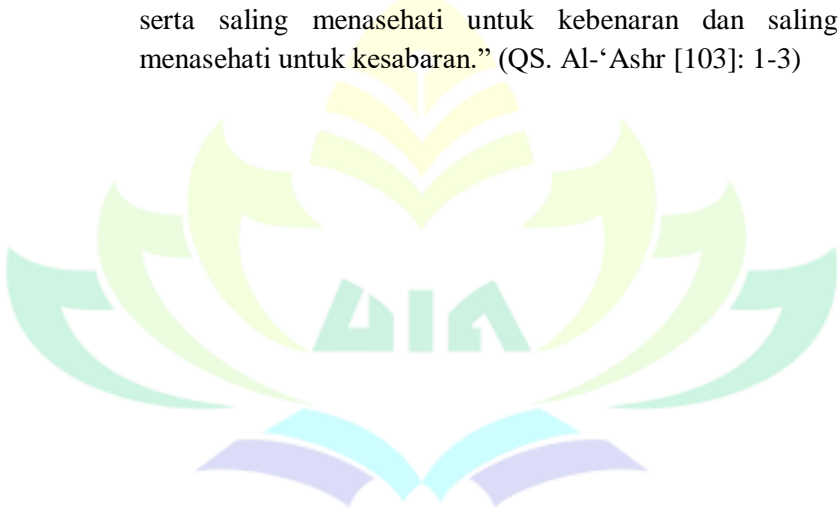 serta saling menasehati untuk kebenaran dan saling
menasehati untuk kesabaran.” (QS. Al-‘Ashr [103]: 1-3)